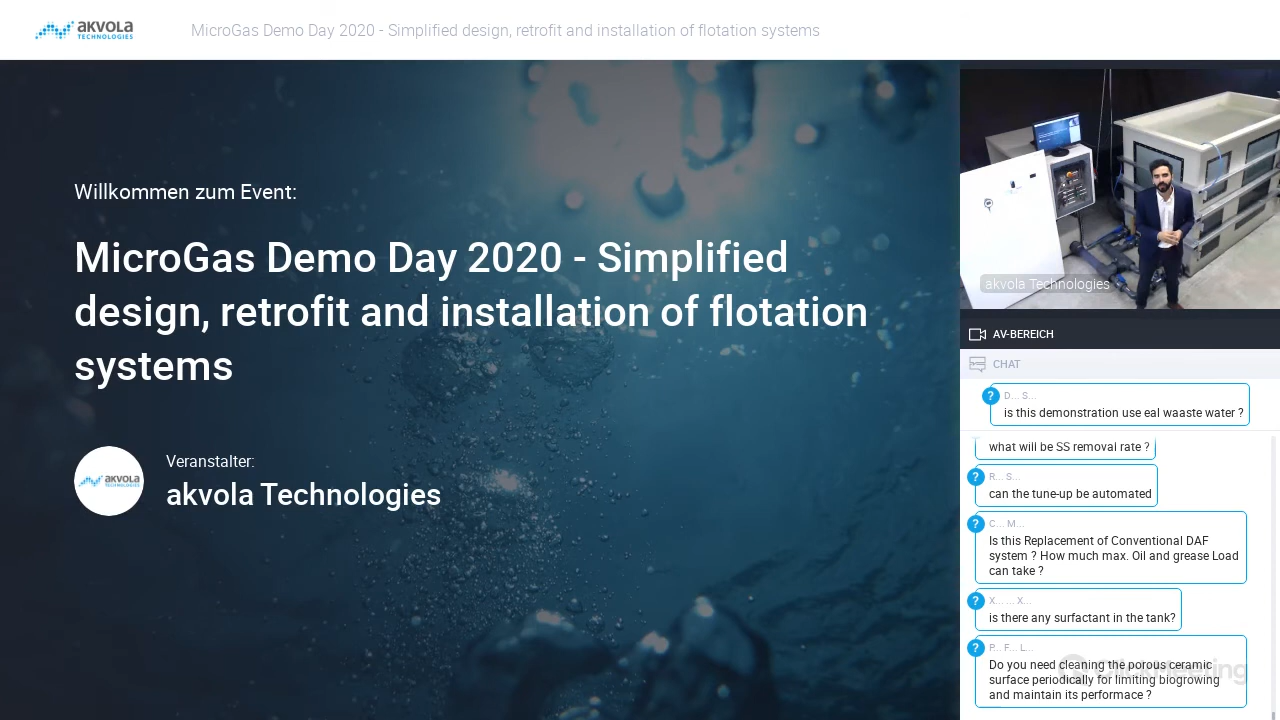 akvola
TECHNOLOGIES
MicroGas Demo Day 2020 - Simplified design, retrofit and installation of flotation systems
Willkommen zum Event:
MicroGas Demo Day 2020 - Simplified
design, retrofit and installation of flotation
systems
AKVOLA
TECHNOLOGIES
Veranstalter:
akvola Technologies
akvola Technologies
AV-BEREICH
CHAT
? D... S...
is this demonstration use eal waaste water ?
what will be SS removal rate ?
? R... S...
can the tune-up be automated
? C... M...
Is this Replacement of Conventional DAF
system ? How much max. Oil and grease Load
can take ?
? X... ... X...
is there any surfactant in the tank?
? P... F... L...
Do you need cleaning the porous ceramic
surface periodically for limiting biogrowing
and maintain its performace ?